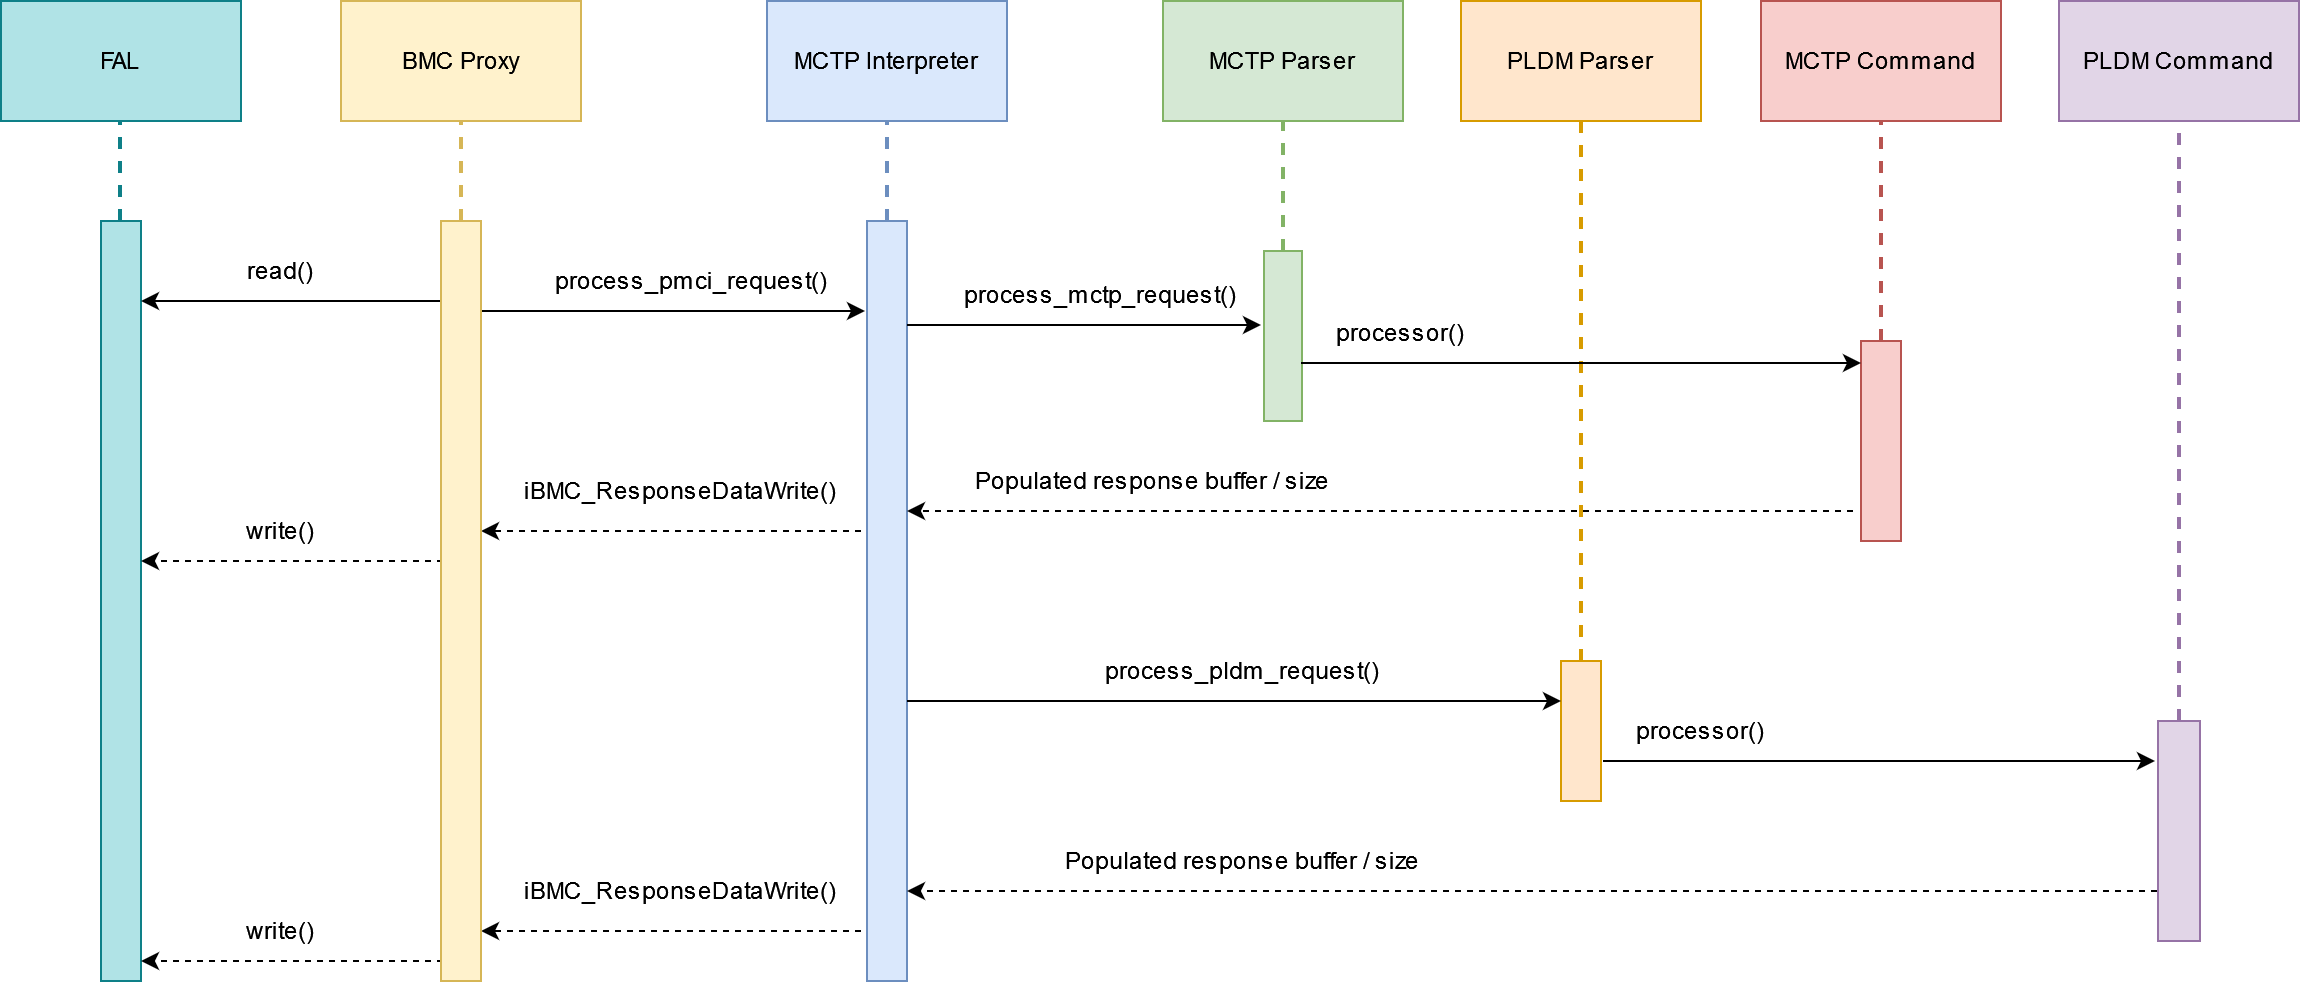 FAL
BMC Proxy
MCTP Interpreter
MCTP Parser
PLDM Parser
MCTP Command
PLDM Command
read()
process_pmci_request()
process_mctp_request()
processor()
Populated response buffer / size
iBMC_ResponseDataWrite()
write()
process_pldm_request()
processor()
Populated response buffer / size
iBMC_ResponseDataWrite()
write()